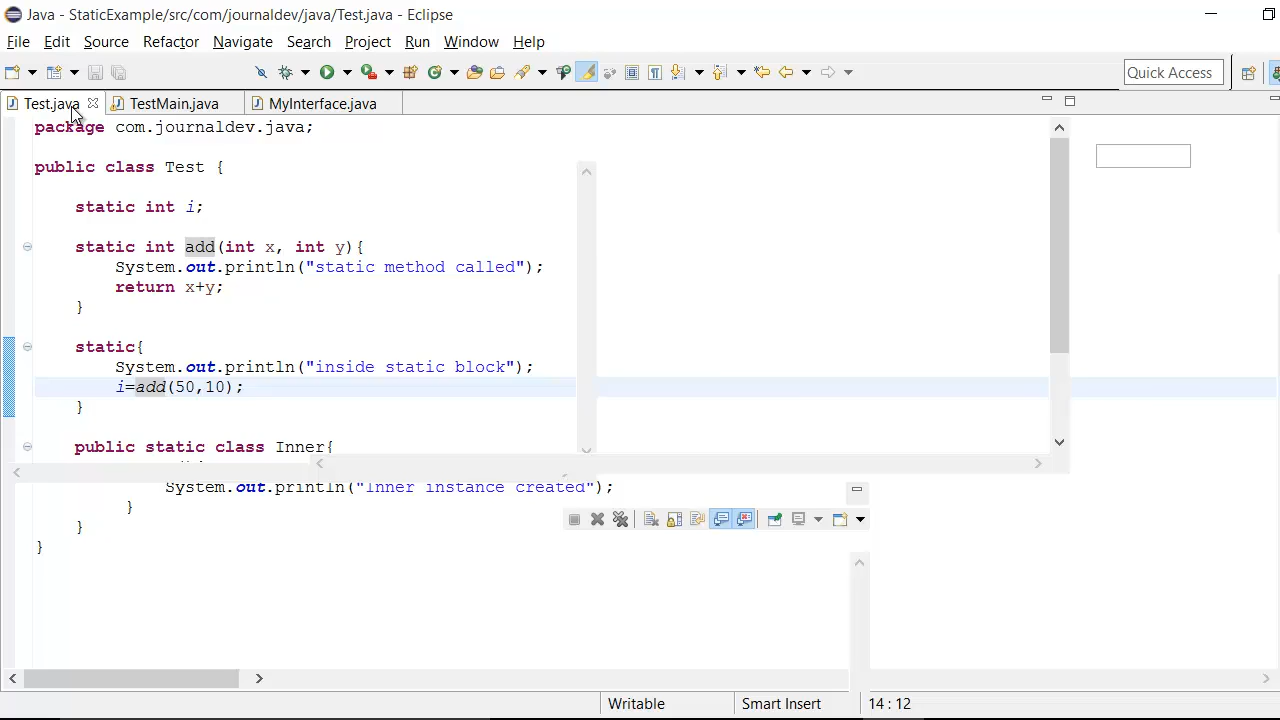 Java - StaticExample/src/com/journaldev/java/Test.java - Eclipse
File Edit Source Refactor Navigate Search Project Run Window Help
Quick Access
Test.java TestMain.java MyInterface.java
package com.journaldev.java;
public class Test {
static int i;
static int add(int x, int y){
System.out.println("static method called");
return x+y;
}
static{
System.out.println("inside static block");
i=add(50,10);
}
public static class Inner{
System.out.println("Inner instance created");
}
}
}
Writable Smart Insert 14 : 12